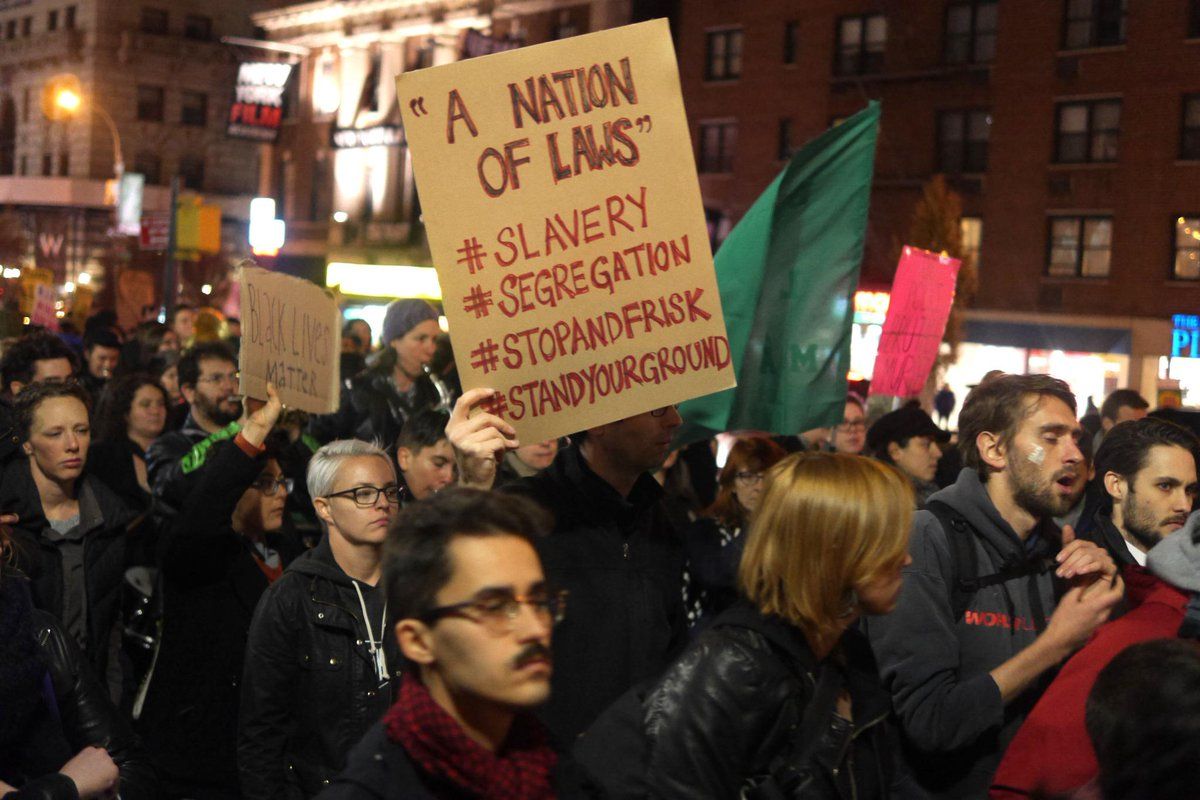 NEW YORK
FILM
"A NATION
OF LAWS"
#SLAVERY
#SEGREGATION
#STOPANDFRISK
#STANDYOURGROUND
Black Lives
Matter
W